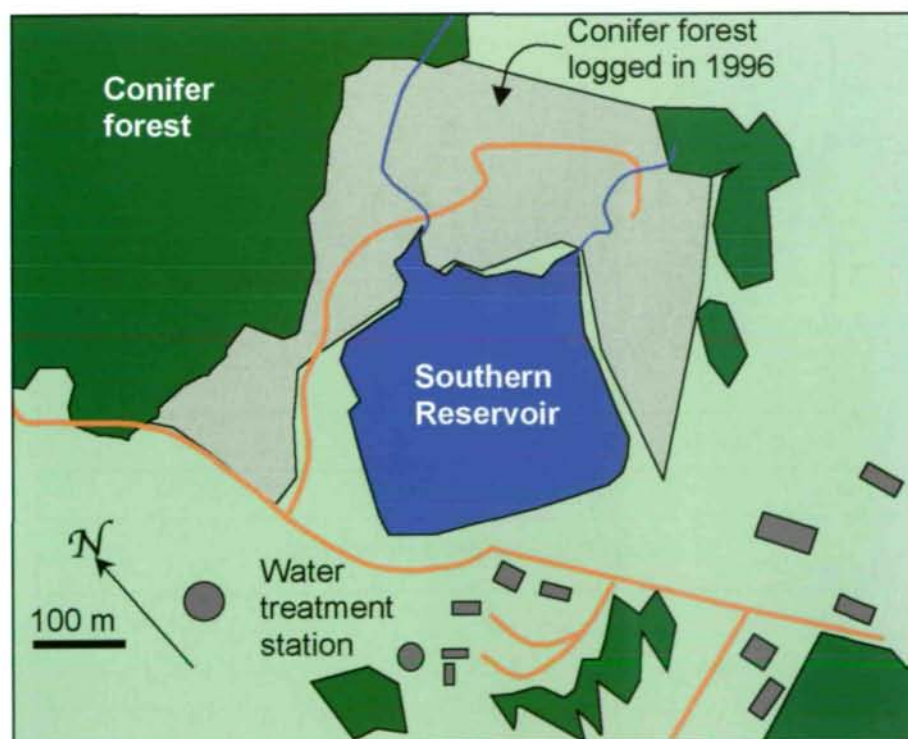 Conifer forest
logged in 1996
Conifer
forest
Southern
Reservoir
N
Water
treatment
station
100 m